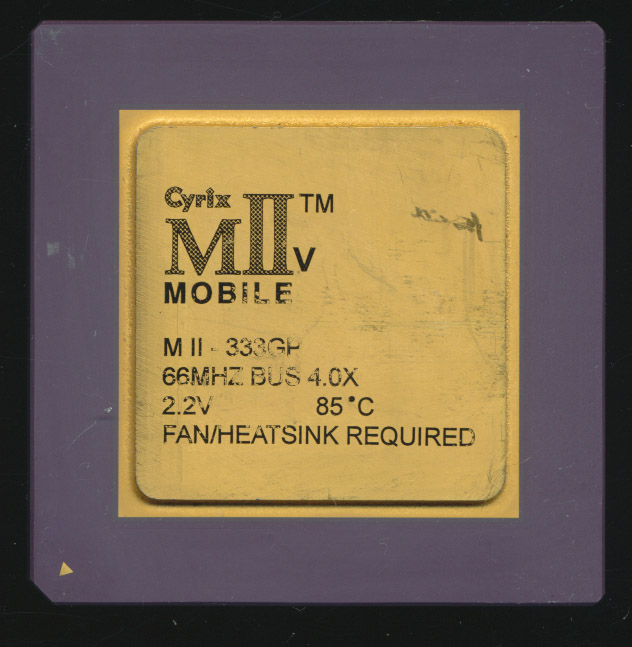 Cyrix
MII™
V
MOBILE
M II - 333GP
66MHZ BUS 4.0X
2.2V 85°C
FAN/HEATSINK REQUIRED